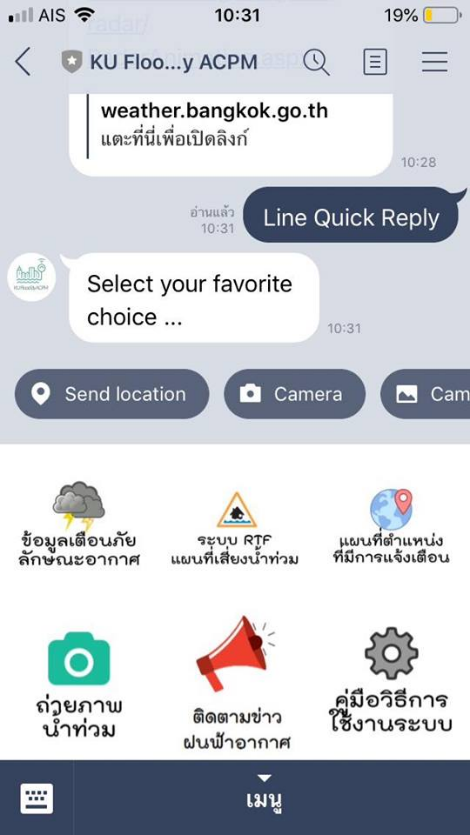 AIS
10:31
19%
radar/
KU Floo...y ACPM
weather.bangkok.go.th
แตะที่นี่เพื่อเปิดลิงก์
10:28
อ่านแล้ว
10:31
Line Quick Reply
Select your favorite
choice ...
10:31
Send location
Camera
Cam
ข้อมูลเตือนภัย
ลักษณะอากาศ
ระบบ RTF
แผนที่เสี่ยงน้ำท่วม
แผนที่ตำแหน่ง
ที่มีการแจ้งเตือน
ถ่ายภาพ
น้ำท่วม
ติดตามข่าว
ฝนฟ้าอากาศ
คู่มือวิธีการ
ใช้งานระบบ
เมนู